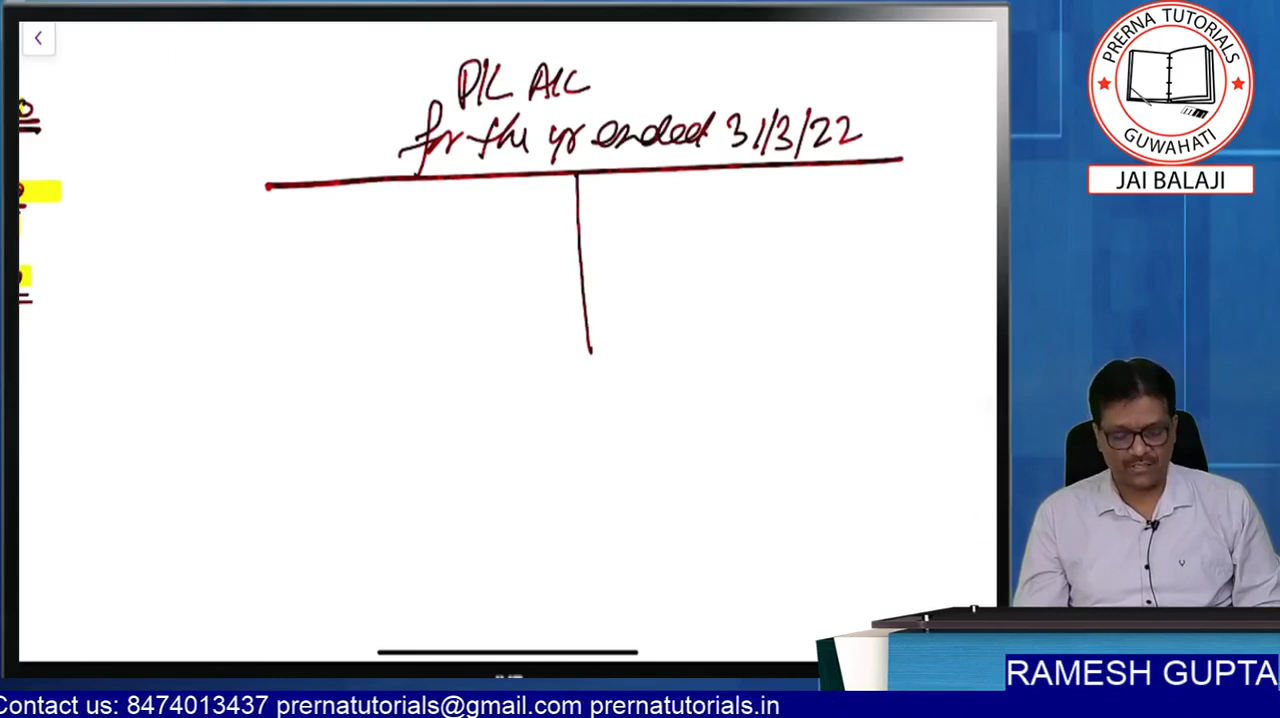 P/L A/C
for the yr ended 31/3/22
PRERNA TUTORIALS
GUWAHATI
JAI BALAJI
RAMESH GUPTA
Contact us: 8474013437 prernatutorials@gmail.com prernatutorials.in